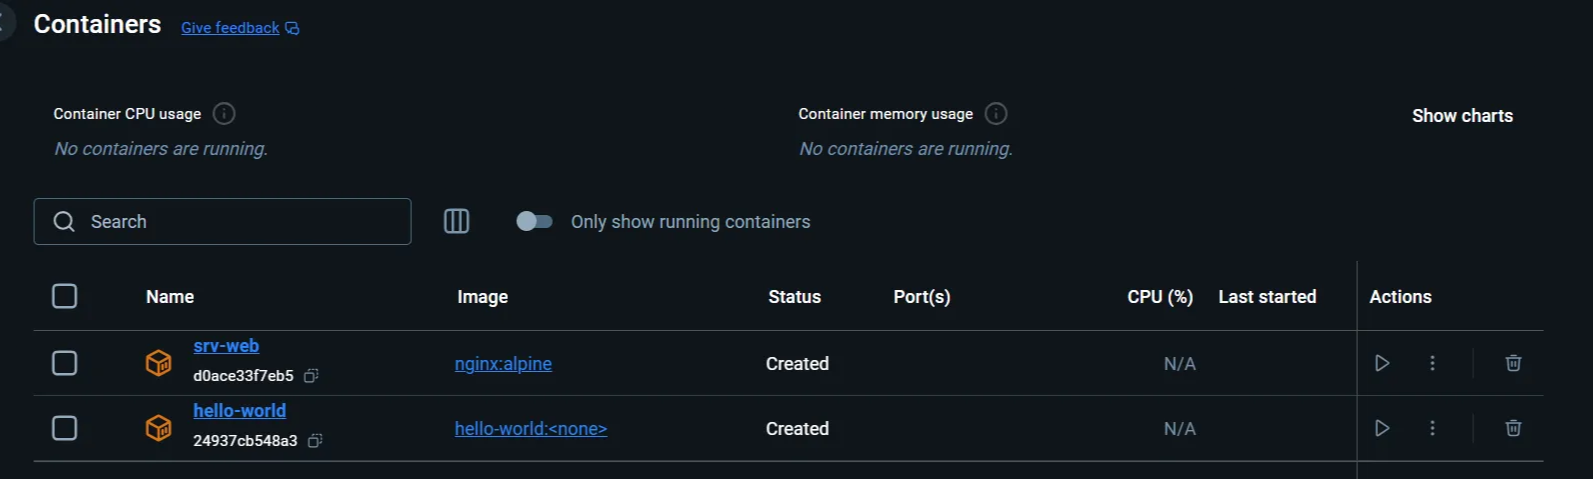 Containers Give feedback
Container CPU usage Container memory usage Show charts
No containers are running. No containers are running.
Search Only show running containers
Name Image Status Port(s) CPU (%) Last started Actions
srv-web
nginx:alpine Created N/A
d0ace33f7eb5
hello-world
hello-world:<none> Created N/A
24937cb548a3